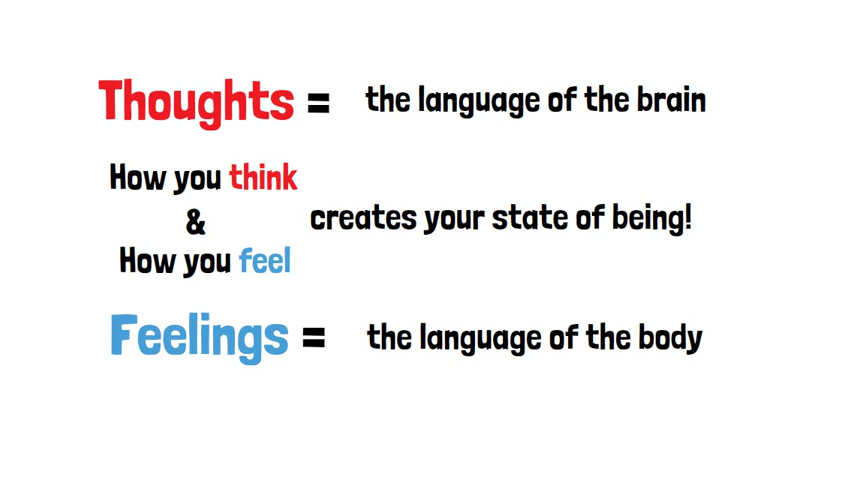 Thoughts = the language of the brain
How you think
&
creates your state of being!
How you feel
Feelings = the language of the body